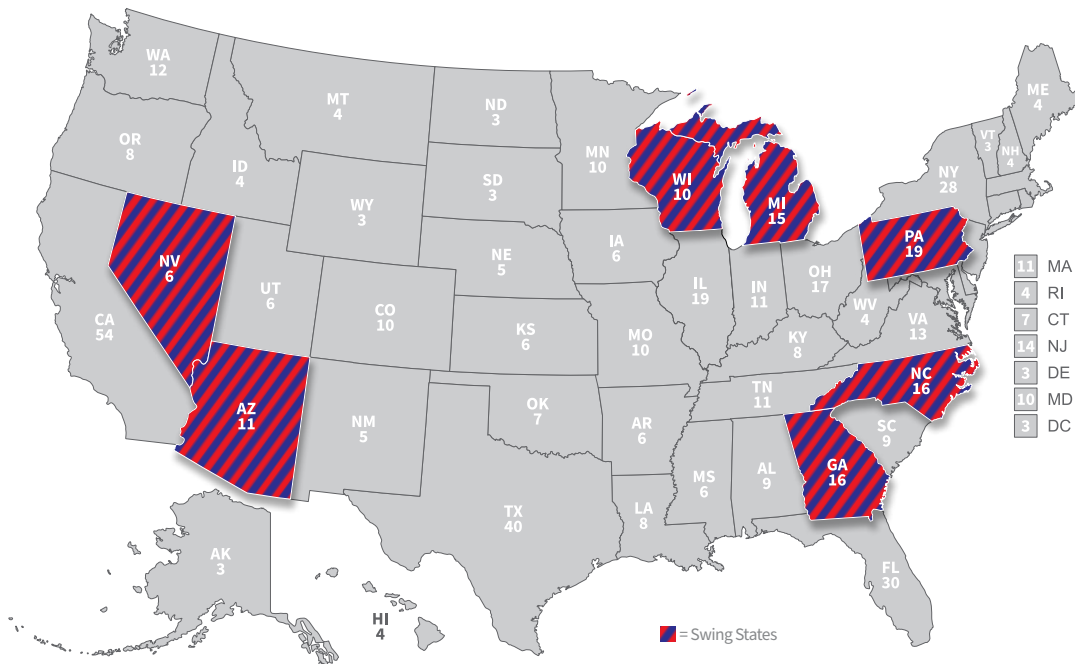 WA
12
OR
8
CA
54
NV
6
ID
4
MT
4
WY
3
UT
6
AZ
11
CO
10
NM
5
ND
3
SD
3
NE
5
KS
6
OK
7
TX
40
MN
10
IA
6
MO
10
AR
6
LA
8
WI
10
IL
19
MI
15
IN
11
OH
17
KY
8
TN
11
MS
6
AL
9
GA
16
FL
30
SC
9
NC
16
VA
13
WV
4
PA
19
NY
28
VT
3
NH
4
ME
4
11 MA
4 RI
7 CT
14 NJ
3 DE
10 MD
3 DC
AK
3
HI
4
= Swing States